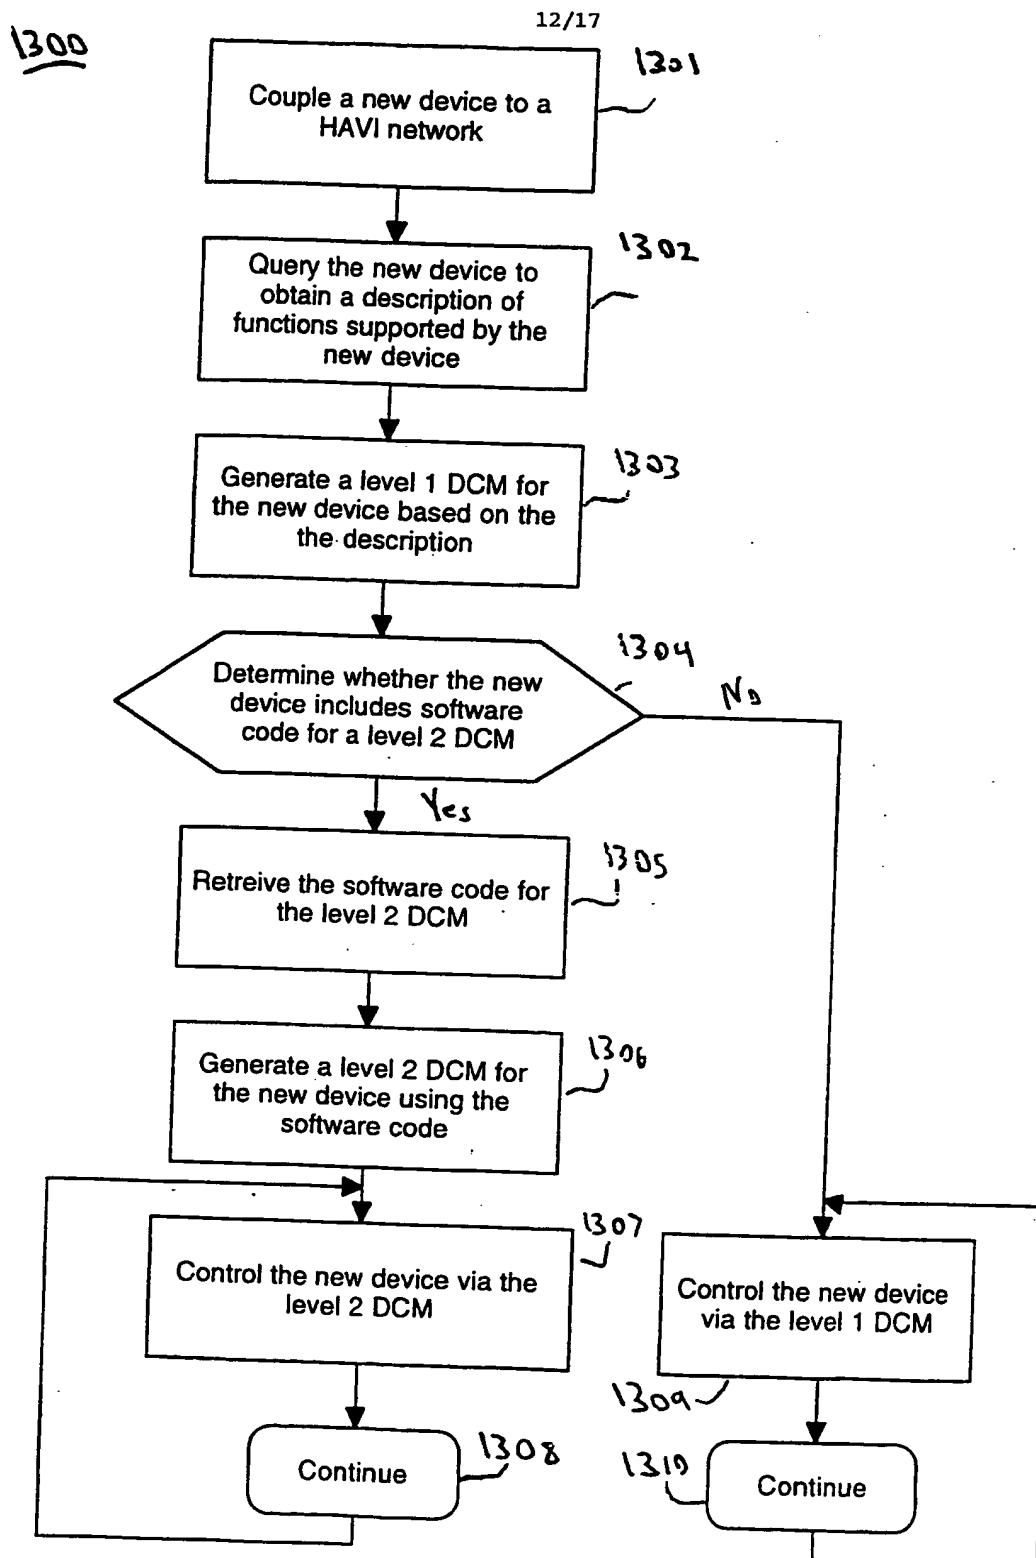 12/17
1300
1301
Couple a new device to a
HAVI network
1302
Query the new device to
obtain a description of
functions supported by the
new device
1303
Generate a level 1 DCM for
the new device based on the
the description
1304
Determine whether the new
device includes software
code for a level 2 DCM
No
Yes
1305
Retreive the software code for
the level 2 DCM
1306
Generate a level 2 DCM for
the new device using the
software code
1307
Control the new device via the
level 2 DCM
Control the new device
via the level 1 DCM
1309
1308
Continue
1310
Continue